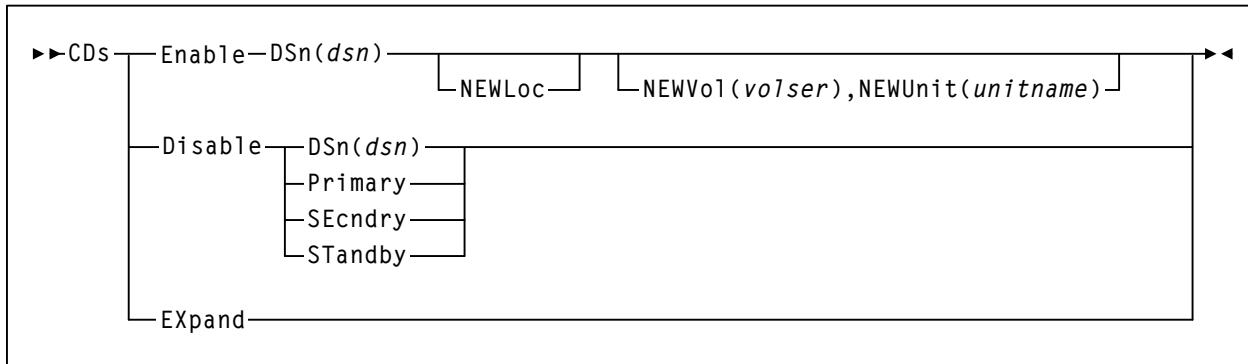 CDs Enable DSn(dsn)
NEWLoc NEWVol(volser),NEWUnit(unitname)
Disable DSn(dsn)
Primary
SEcndry
STandby
EXpand